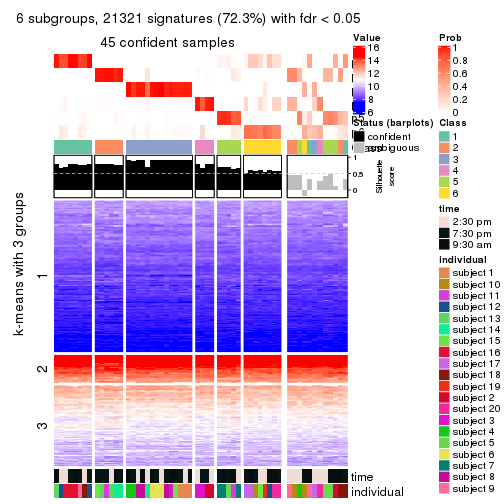 6 subgroups, 21321 signatures (72.3%) with fdr < 0.05
45 confident samples
k-means with 3 groups
1
2
3
1
0.5
0
Silhouette
score
time
individual
Value
16
14
12
10
8
6
Status (barplots)
confident
ambiguous
Prob
1
0.8
0.6
0.4
0.2
0
Class
1
2
3
4
5
6
time
2:30 pm
7:30 pm
9:30 am
individual
subject 1
subject 10
subject 11
subject 12
subject 13
subject 14
subject 15
subject 16
subject 17
subject 18
subject 19
subject 2
subject 20
subject 3
subject 4
subject 5
subject 6
subject 7
subject 8
subject 9